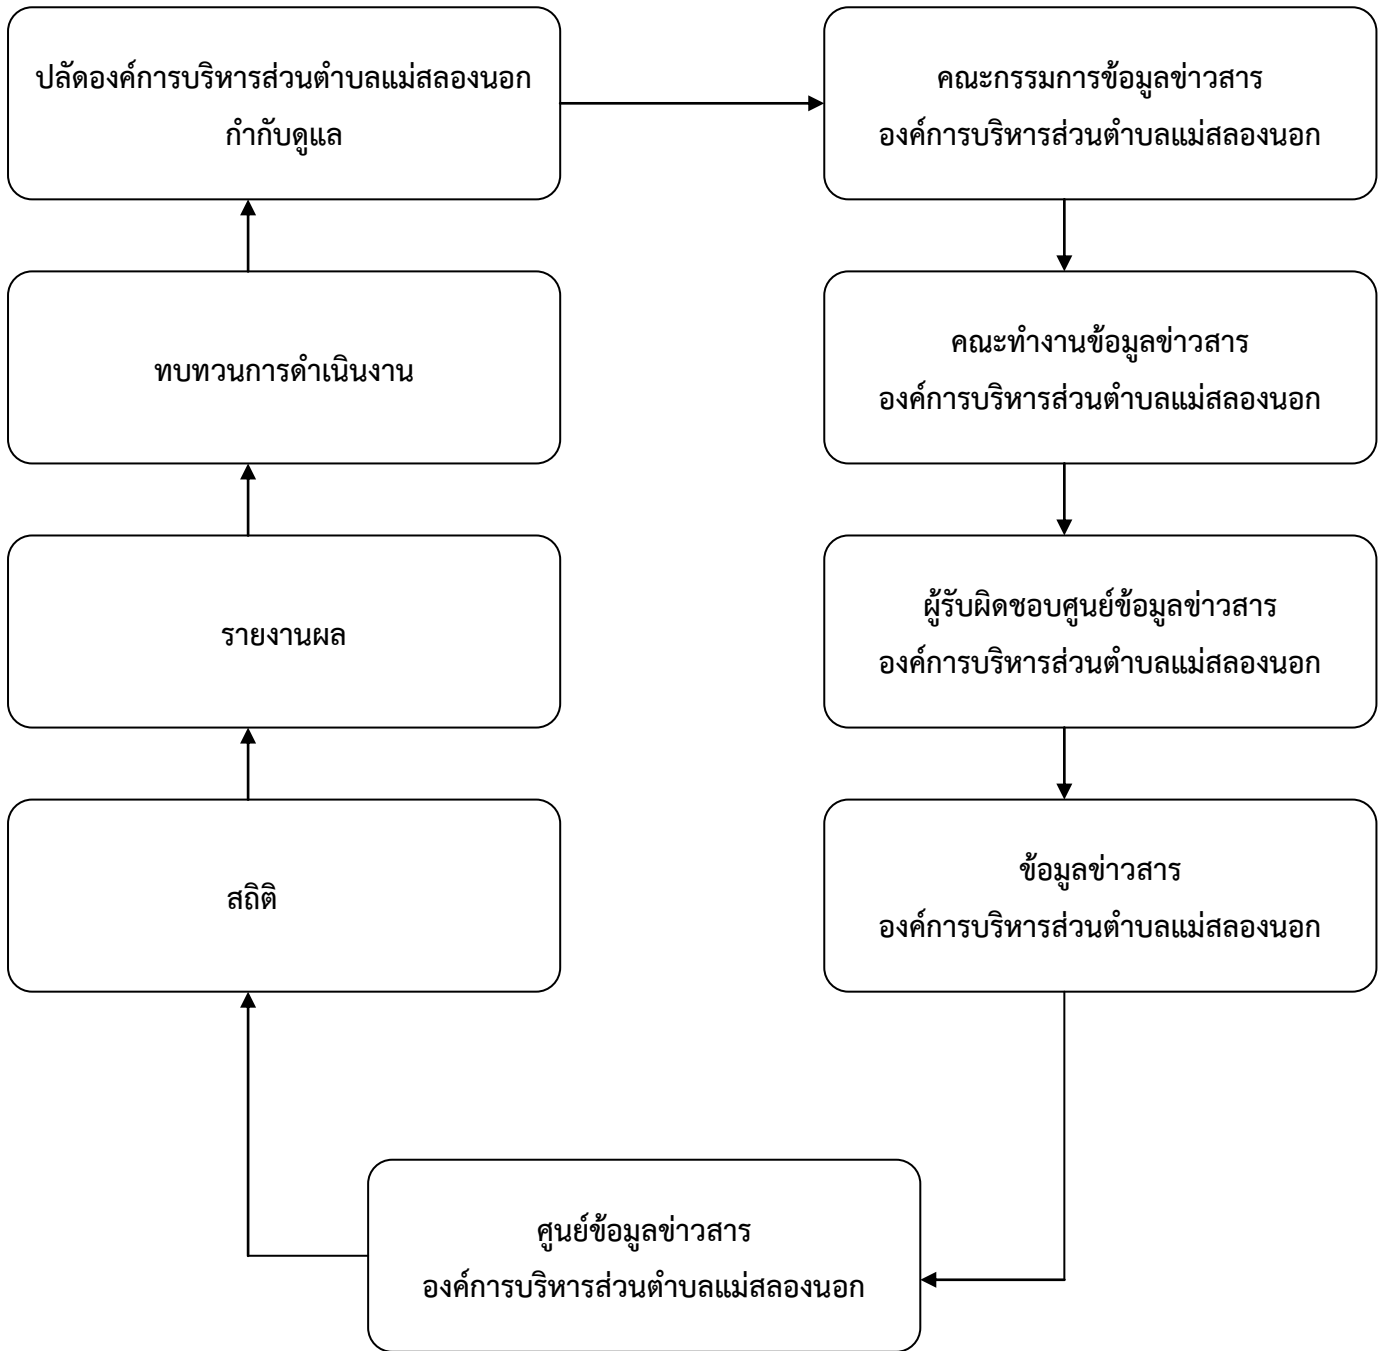 ปลัดองค์การบริหารส่วนตำบลแม่สลองนอก
กำกับดูแล
คณะกรรมการข้อมูลข่าวสาร
องค์การบริหารส่วนตำบลแม่สลองนอก
ทบทวนการดำเนินงาน
คณะทำงานข้อมูลข่าวสาร
องค์การบริหารส่วนตำบลแม่สลองนอก
รายงานผล
ผู้รับผิดชอบศูนย์ข้อมูลข่าวสาร
องค์การบริหารส่วนตำบลแม่สลองนอก
สถิติ
ข้อมูลข่าวสาร
องค์การบริหารส่วนตำบลแม่สลองนอก
ศูนย์ข้อมูลข่าวสาร
องค์การบริหารส่วนตำบลแม่สลองนอก